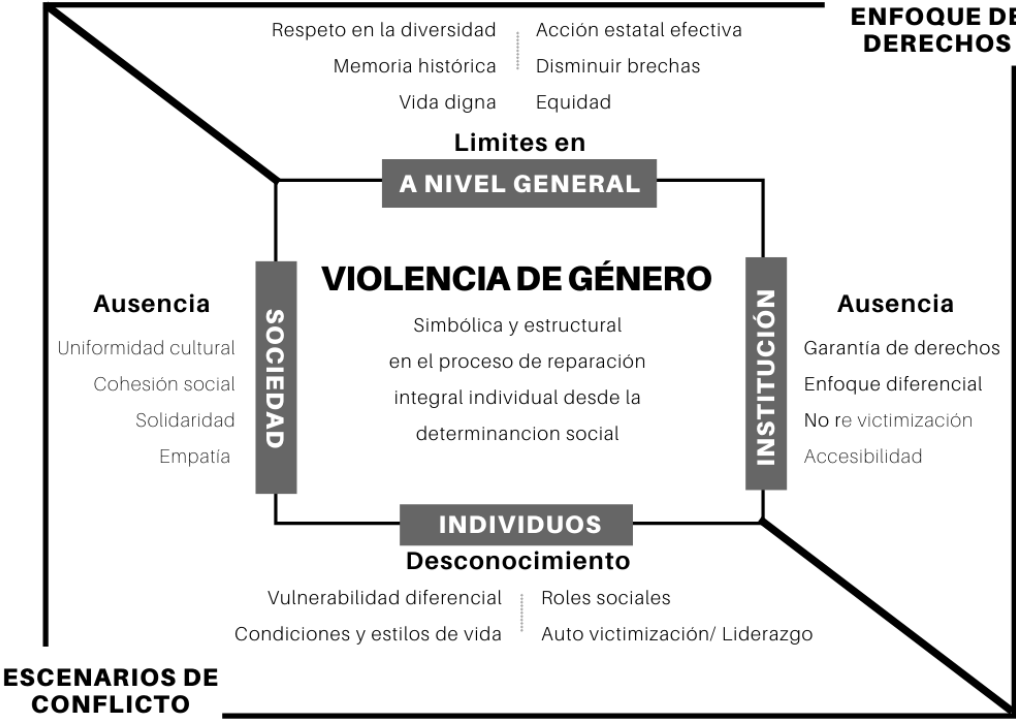 ENFOQUE DE
DERECHOS
Respeto en la diversidad
Memoria histórica
Vida digna
Acción estatal efectiva
Disminuir brechas
Equidad
Limites en
A NIVEL GENERAL
Ausencia
Uniformidad cultural
Cohesión social
Solidaridad
Empatía
SOCIEDAD
VIOLENCIA DE GÉNERO
Simbólica y estructural
en el proceso de reparación
integral individual desde la
determinancion social
INSTITUCIÓN
Ausencia
Garantía de derechos
Enfoque diferencial
No re victimización
Accesibilidad
INDIVIDUOS
Desconocimiento
Vulnerabilidad diferencial
Condiciones y estilos de vida
Roles sociales
Auto victimización/ Liderazgo
ESCENARIOS DE
CONFLICTO